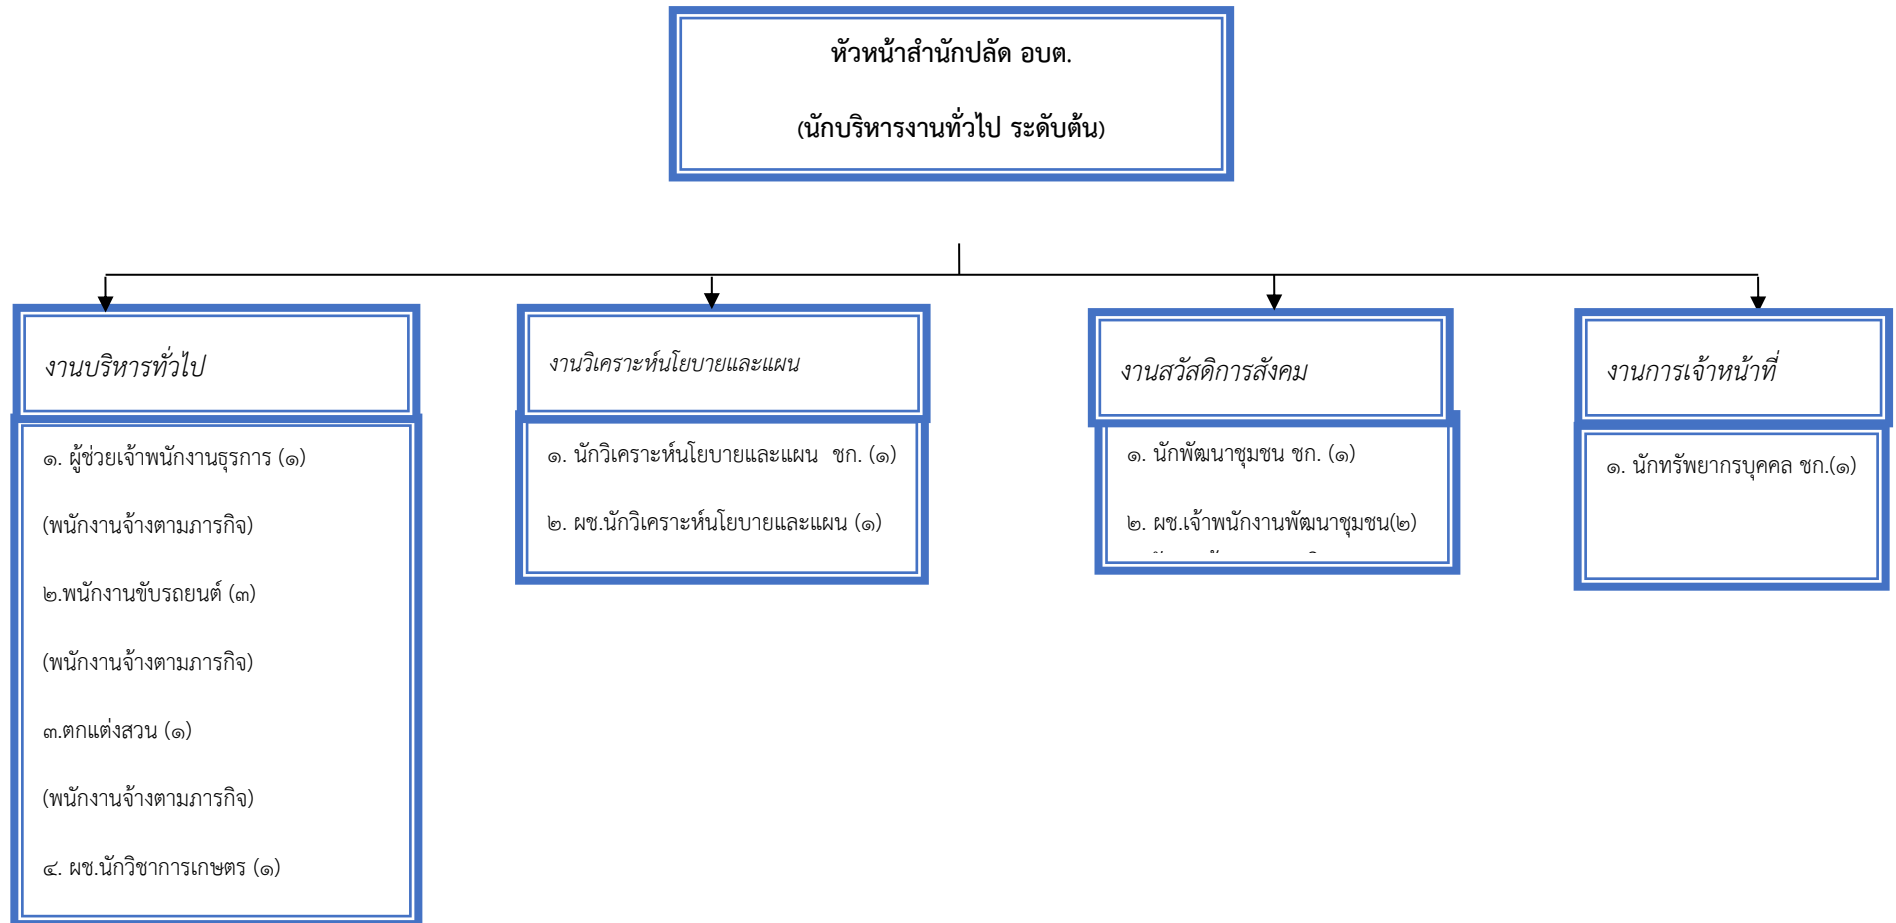 หัวหน้าสำนักปลัด อบต.
(นักบริหารงานทั่วไป ระดับต้น)
งานบริหารทั่วไป
๑. ผู้ช่วยเจ้าพนักงานธุรการ (๑)
(พนักงานจ้างตามภารกิจ)
๒.พนักงานขับรถยนต์ (๓)
(พนักงานจ้างตามภารกิจ)
๓.ตกแต่งสวน (๑)
(พนักงานจ้างตามภารกิจ)
๔. ผช.นักวิชาการเกษตร (๑)
งานวิเคราะห์นโยบายและแผน
๑. นักวิเคราะห์นโยบายและแผน ชก. (๑)
๒. ผช.นักวิเคราะห์นโยบายและแผน (๑)
งานสวัสดิการสังคม
๑. นักพัฒนาชุมชน ชก. (๑)
๒. ผช.เจ้าพนักงานพัฒนาชุมชน(๒)
งานการเจ้าหน้าที่
๑. นักทรัพยากรบุคคล ชก.(๑)